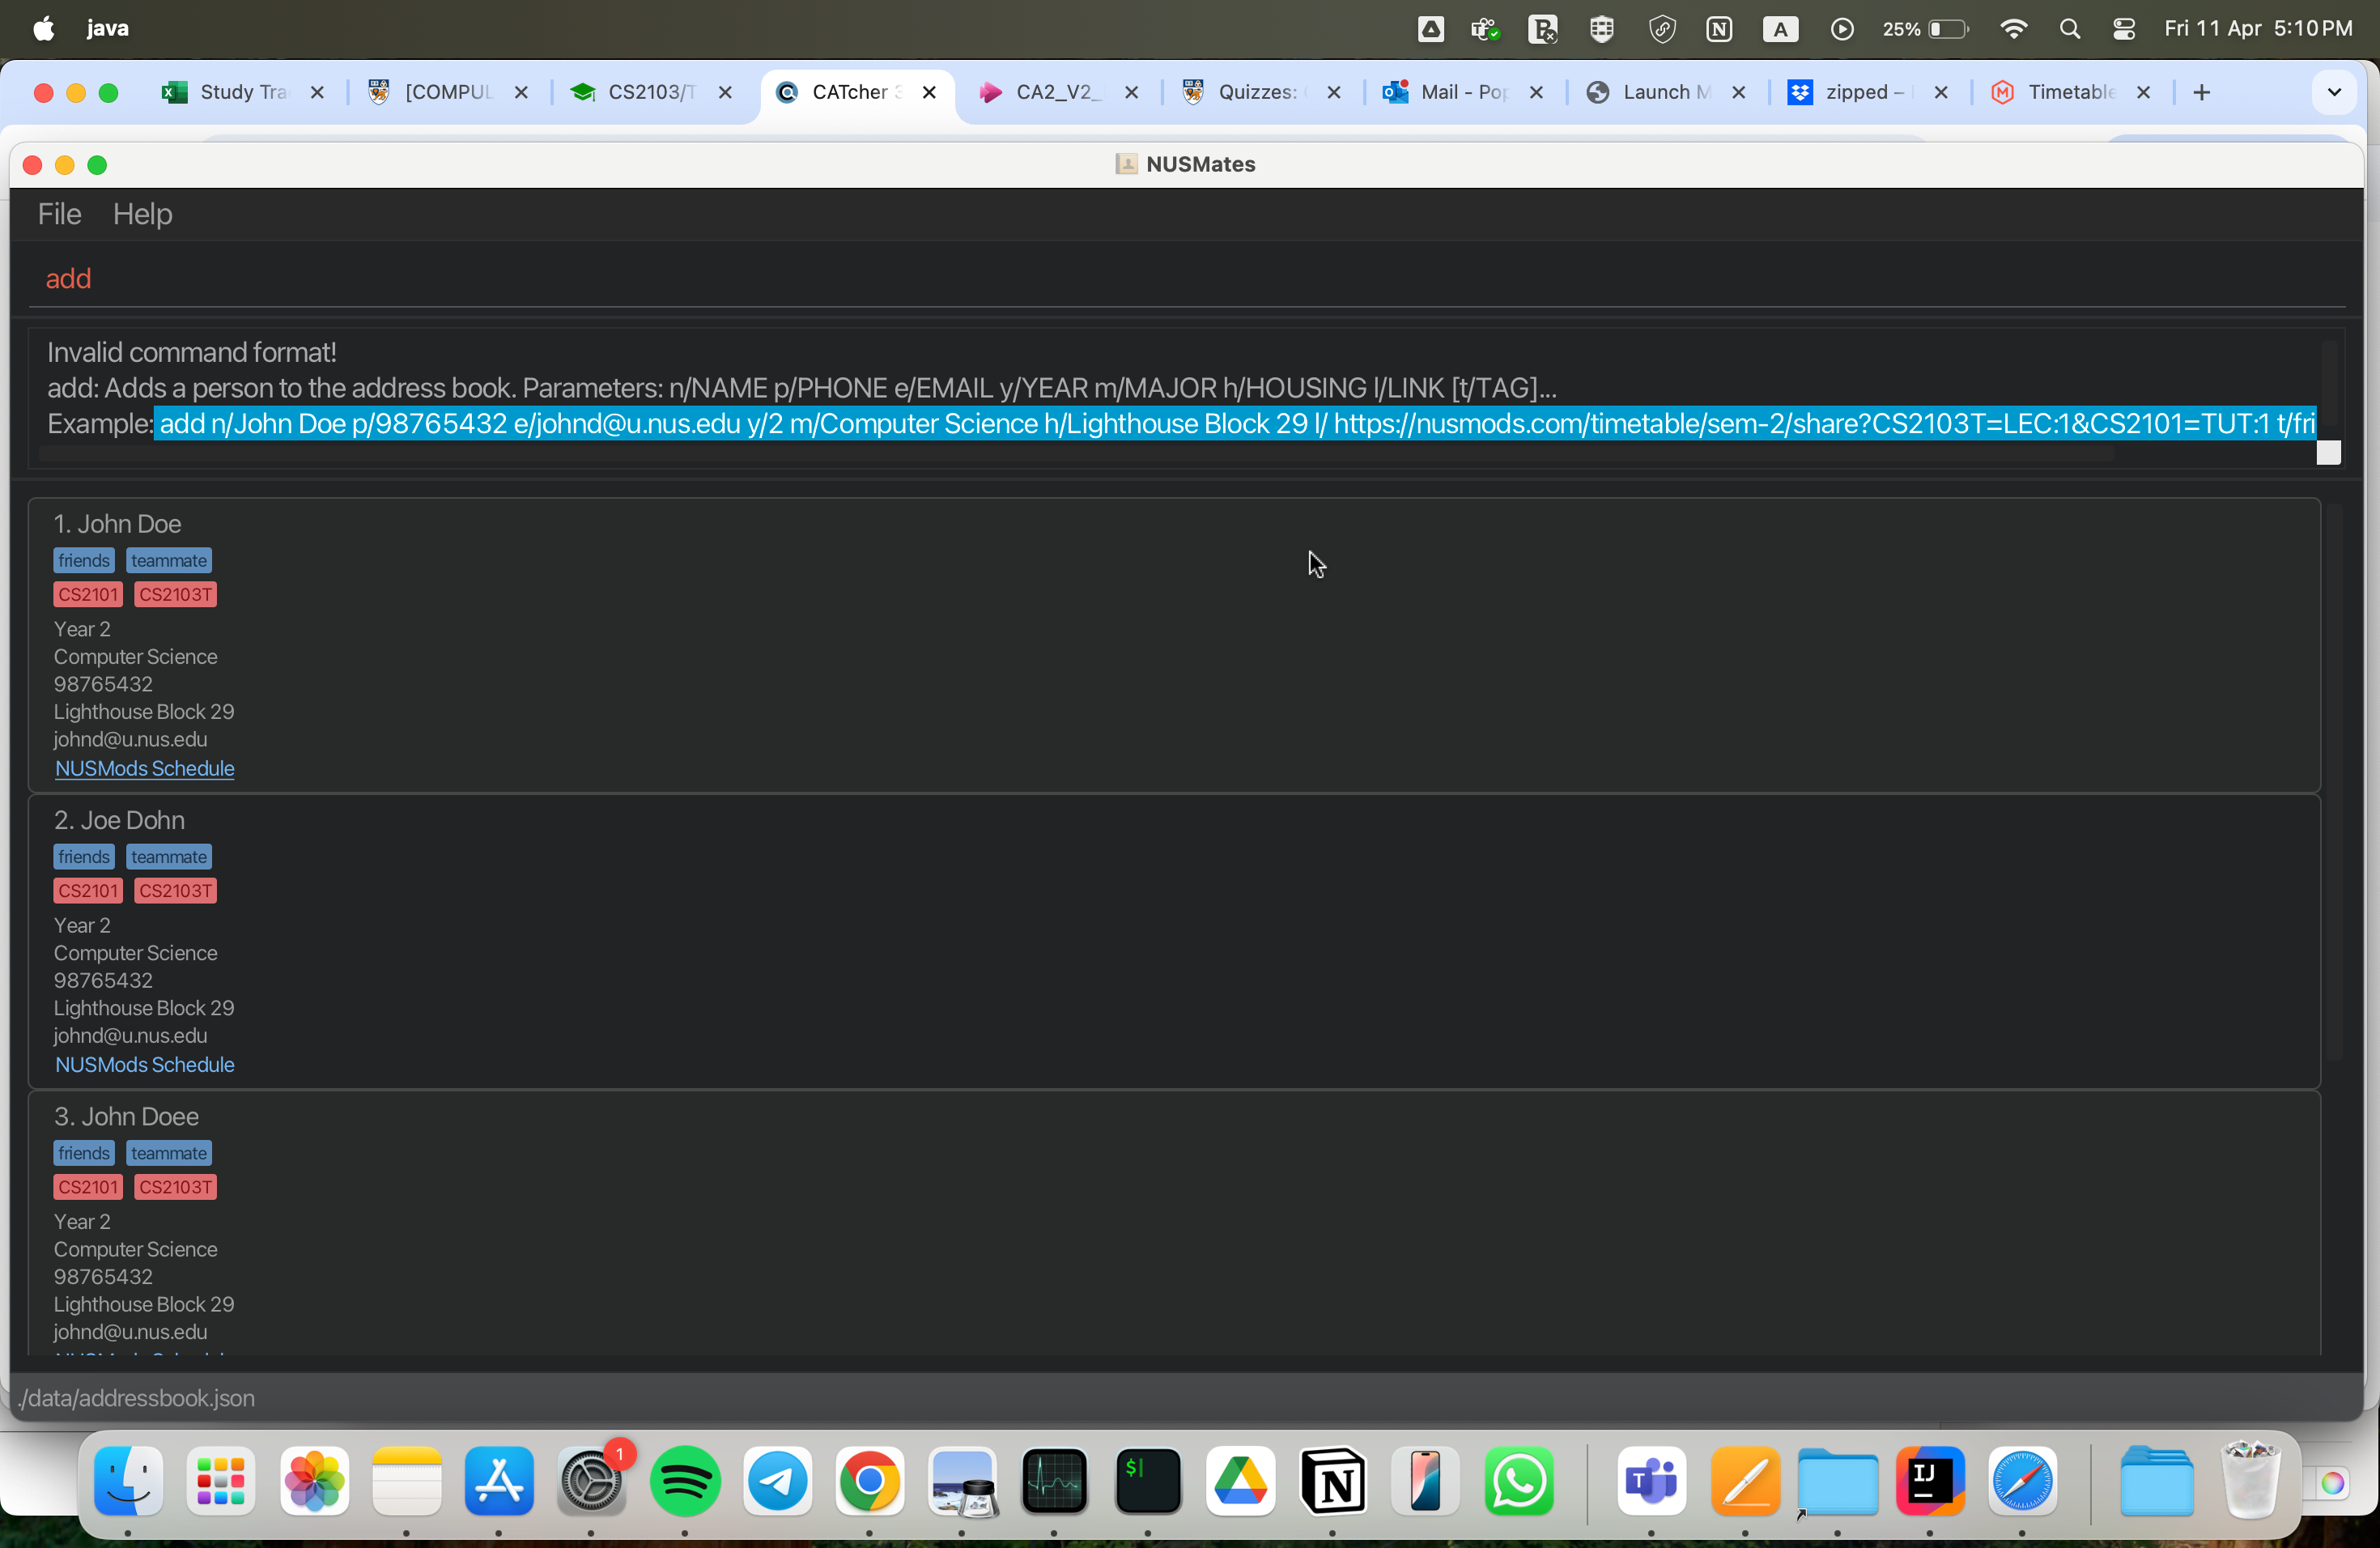 java
25%
Fri 11 Apr 5:10 PM
Study Tra
[COMPUL
CS2103/T
CATcher
CA2_V2_
Quizzes:
Mail - Pop
Launch M
zipped –
Timetable
NUSMates
File Help
add
Invalid command format!
add: Adds a person to the address book. Parameters: n/NAME p/PHONE e/EMAIL y/YEAR m/MAJOR h/HOUSING l/LINK [t/TAG]...
Example: add n/John Doe p/98765432 e/johnd@u.nus.edu y/2 m/Computer Science h/Lighthouse Block 29 l/ https://nusmods.com/timetable/sem-2/share?CS2103T=LEC:1&CS2101=TUT:1 t/fri
1. John Doe
friends teammate
CS2101 CS2103T
Year 2
Computer Science
98765432
Lighthouse Block 29
johnd@u.nus.edu
NUSMods Schedule
2. Joe Dohn
friends teammate
CS2101 CS2103T
Year 2
Computer Science
98765432
Lighthouse Block 29
johnd@u.nus.edu
NUSMods Schedule
3. John Doee
friends teammate
CS2101 CS2103T
Year 2
Computer Science
98765432
Lighthouse Block 29
johnd@u.nus.edu
./data/addressbook.json
1